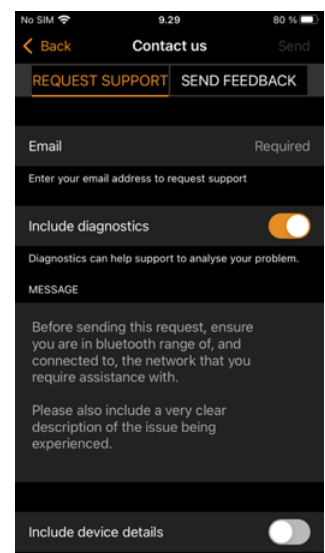 No SIM 9.29 80 %
Back Contact us Send
REQUEST SUPPORT SEND FEEDBACK
Email Required
Enter your email address to request support
Include diagnostics
Diagnostics can help support to analyse your problem.
MESSAGE
Before sending this request, ensure
you are in bluetooth range of, and
connected to, the network that you
require assistance with.
Please also include a very clear
description of the issue being
experienced.
Include device details